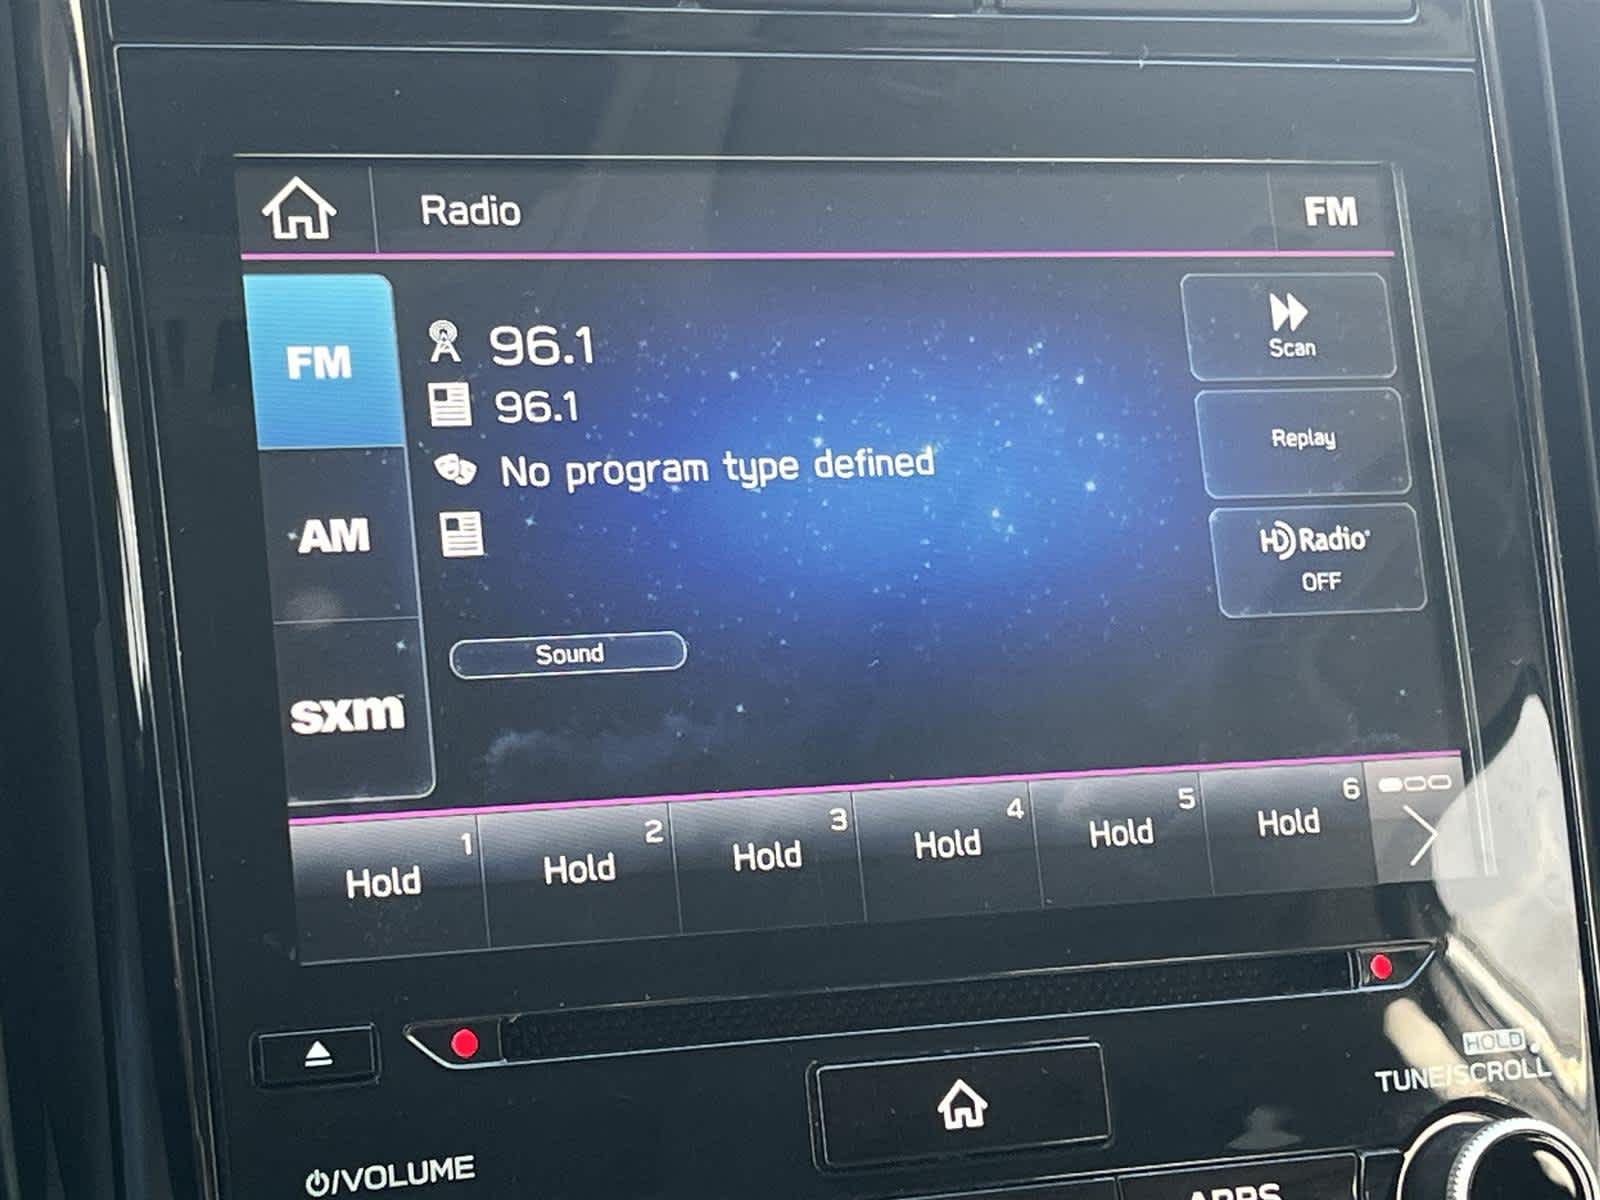 Radio
FM
FM
AM
sxm
96.1
96.1
No program type defined
Sound
Scan
Replay
HD Radio
OFF
1
Hold
2
Hold
3
Hold
4
Hold
5
Hold
6
Hold
HOLD
TUNE/SCROLL
/VOLUME
APPS